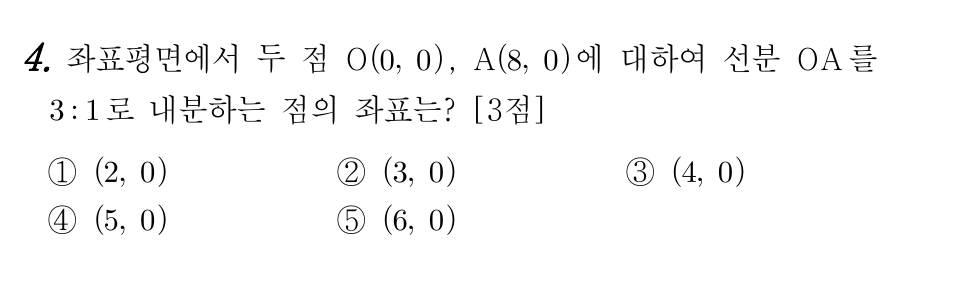 4. 좌표평면에서 두 점 O(0, 0), A(8, 0)에 대하여 선분 OA를
3:1로 내분하는 점의 좌표는? [3점]
① (2, 0) ② (3, 0) ③ (4, 0)
④ (5, 0) ⑤ (6, 0)